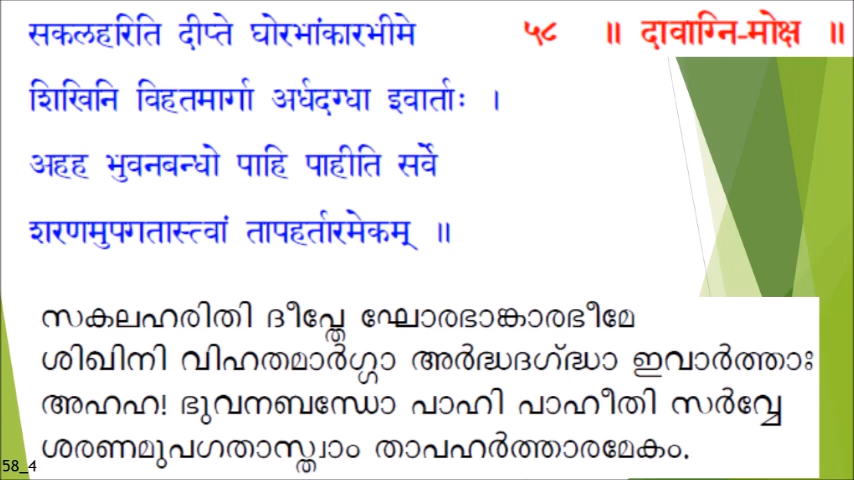 सकलहरिति दीप्ते घोरभांकारभीमे
५८ ॥ दावाग्नि-मोक्ष ॥
शिखिनि विहतमार्गा अर्धदग्धा इवार्ताः ।
अहह भुवनबन्धो पाहि पाहीति सर्वे
शरणमुपगतास्त्वां तापहर्तारमेकम् ॥
സകലഹരിതി ദീപ്തേ ഘോരഭാങ്കാരഭീമേ
ശിഖിനി വിഹതമാർഗ്ഗാ അർദ്ധദഗ്ദ്ധാ ഇവാർത്താഃ
അഹഹ! ഭുവനബന്ധോ പാഹി പാഹീതി സർവ്വേ
ശരണമുപഗതാസ്ത്വാം താപഹർത്താരമേകം.
58_4